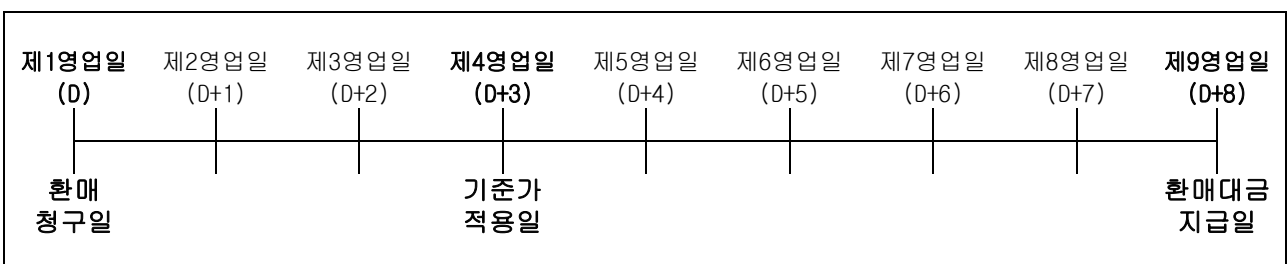 제1영업일 제2영업일 제3영업일 제4영업일 제5영업일 제6영업일 제7영업일 제8영업일 제9영업일
(D) (D+1) (D+2) (D+3) (D+4) (D+5) (D+6) (D+7) (D+8)
환매 기준가 환매대금
청구일 적용일 지급일